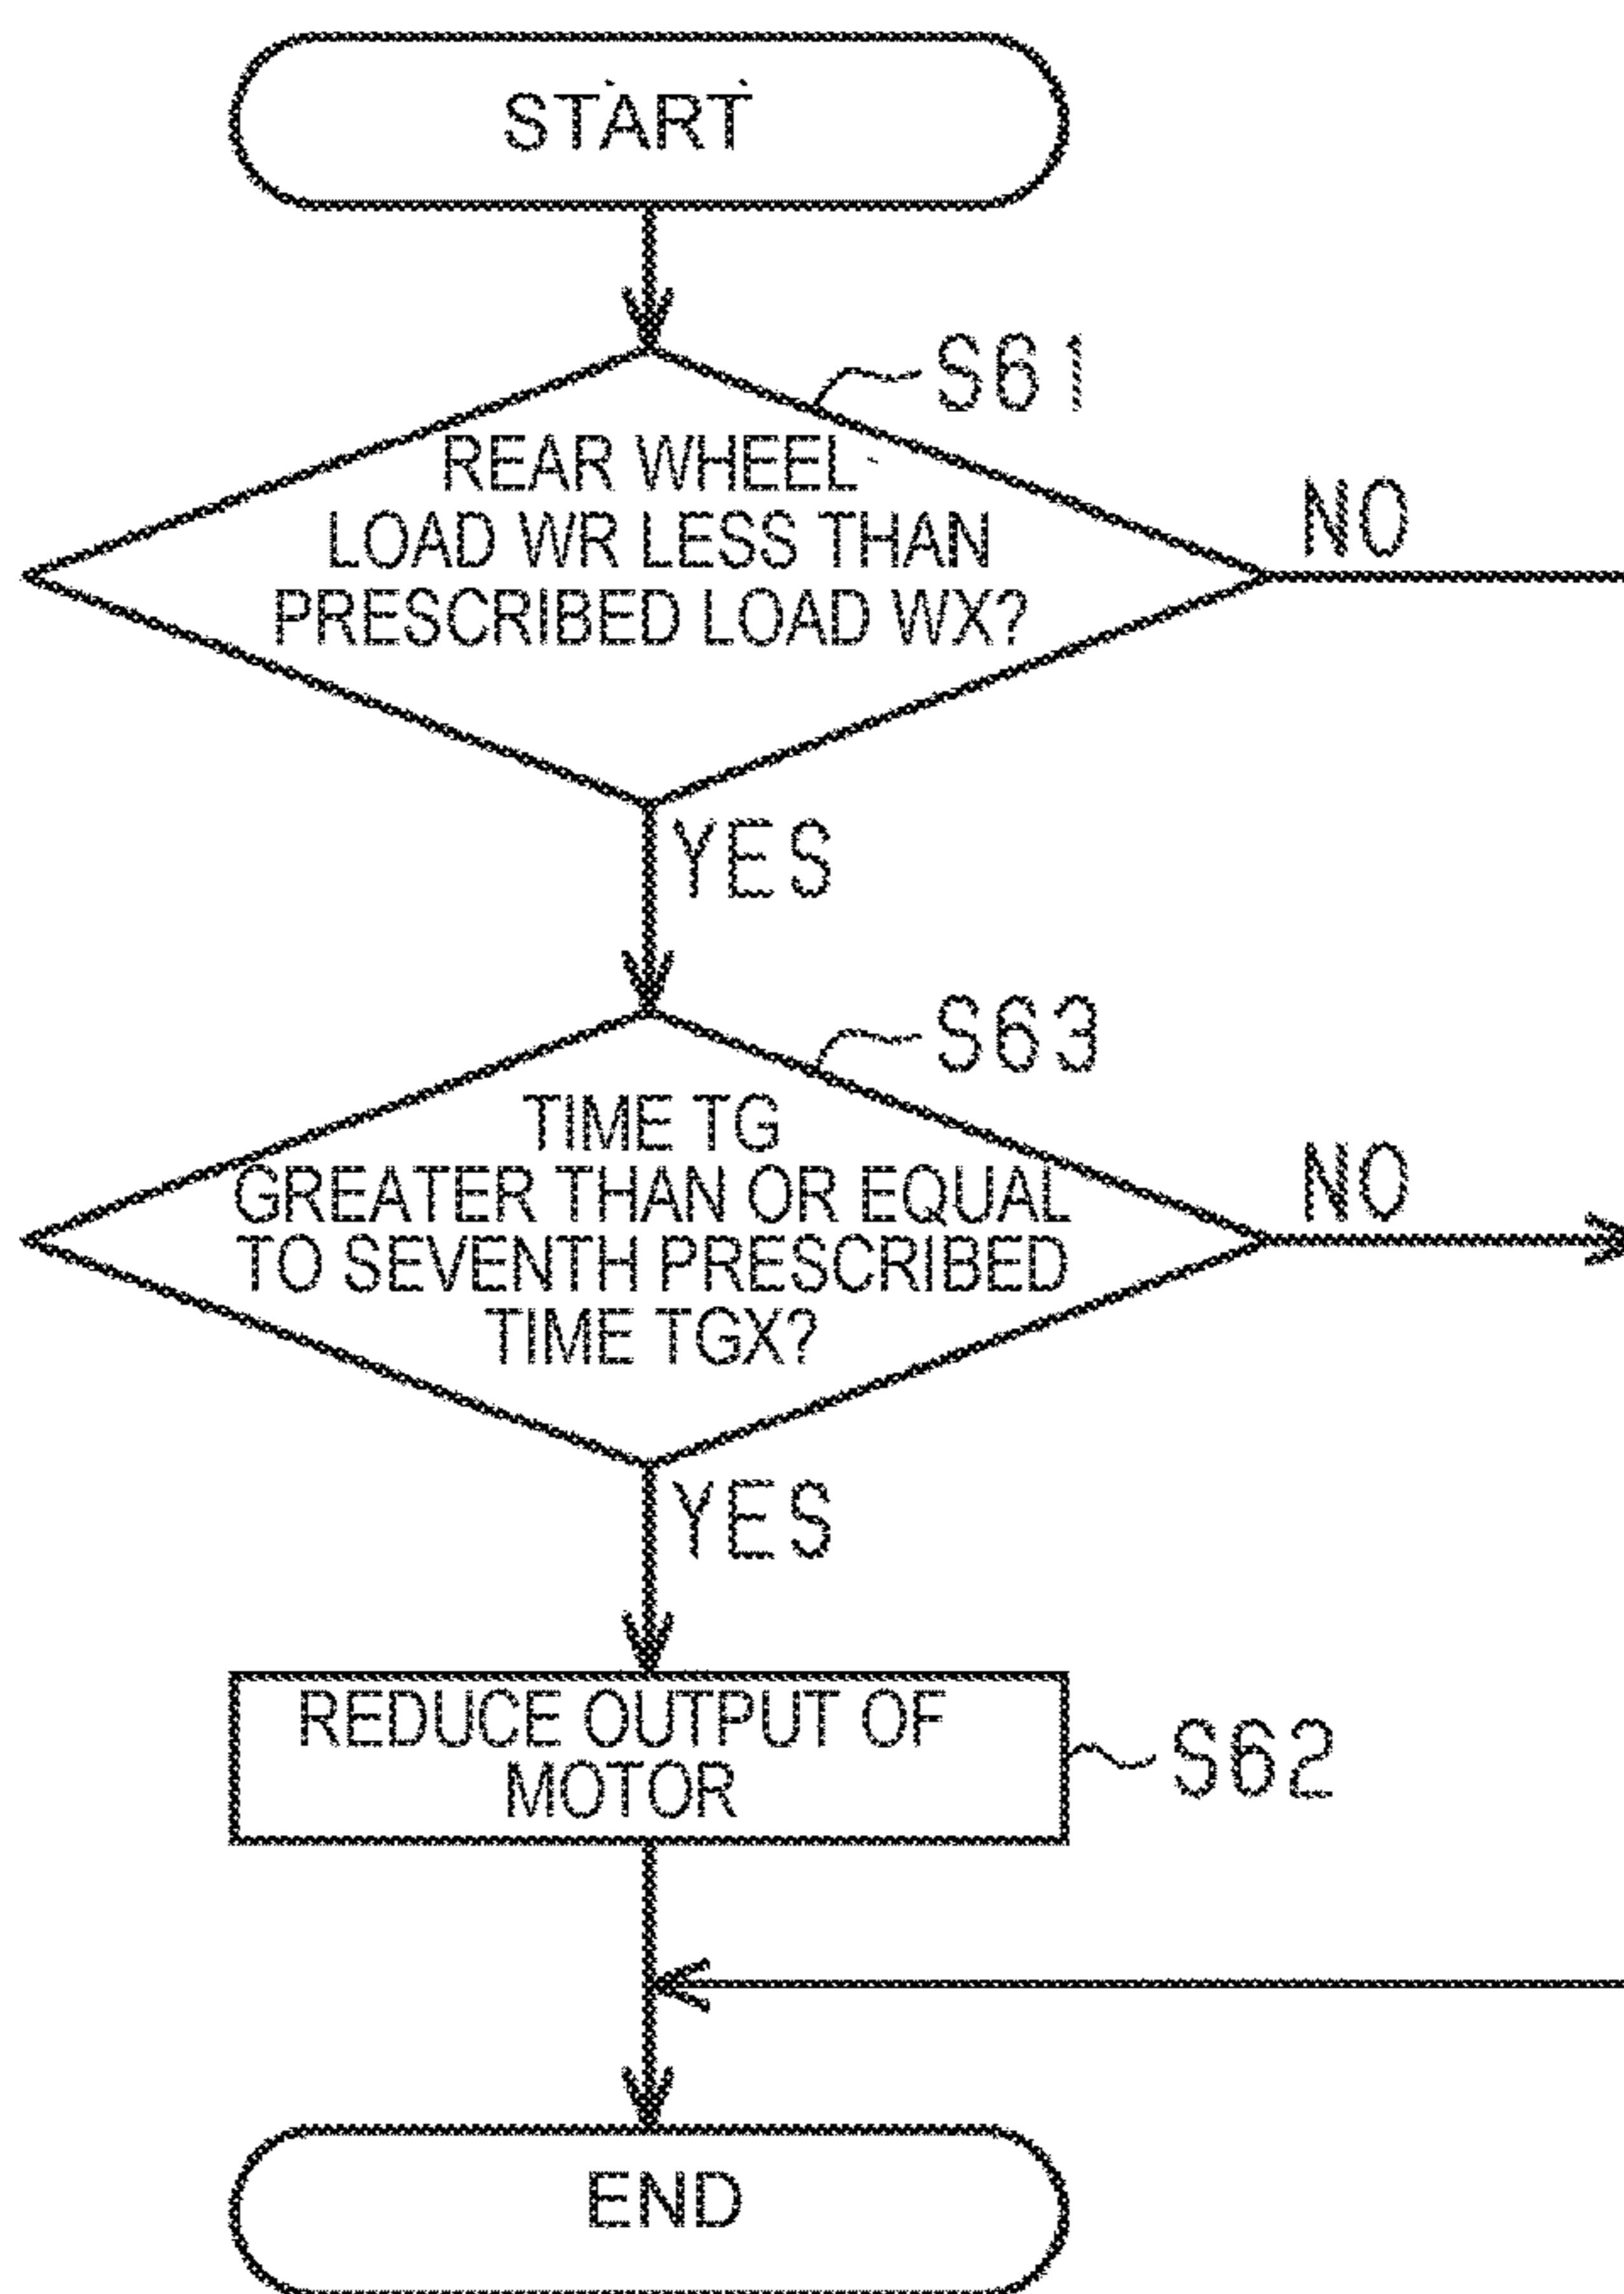 START
S61
REAR WHEEL
LOAD WR LESS THAN
PRESCRIBED LOAD WX?
NO
YES
S63
TIME TG
GREATER THAN OR EQUAL
TO SEVENTH PRESCRIBED
TIME TGX?
NO
YES
REDUCE OUTPUT OF
MOTOR
S62
END